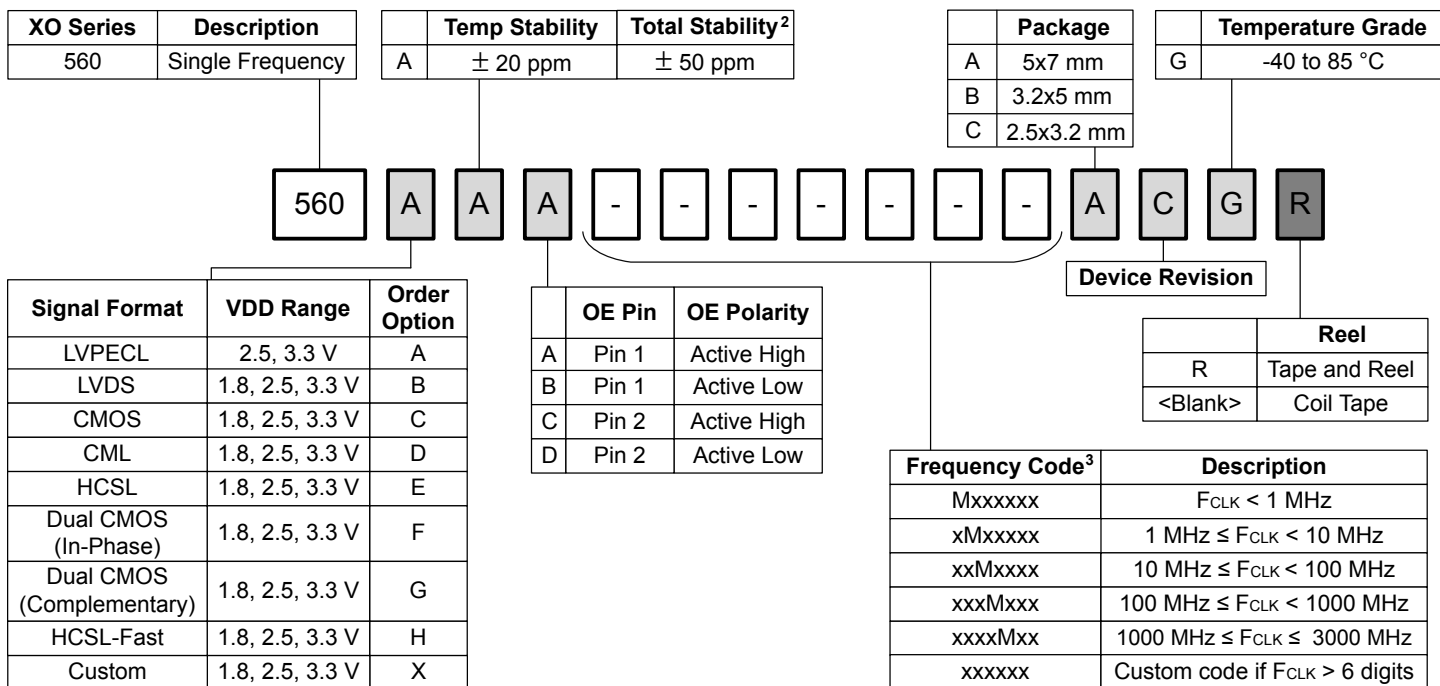 XO Series Description
560 Single Frequency
Temp Stability Total Stability²
A ± 20 ppm ± 50 ppm
Package
A 5x7 mm
B 3.2x5 mm
C 2.5x3.2 mm
Temperature Grade
G -40 to 85 °C
560 A A A - - - - - - - A C G R
Signal Format VDD Range Order Option
LVPECL 2.5, 3.3 V A
LVDS 1.8, 2.5, 3.3 V B
CMOS 1.8, 2.5, 3.3 V C
CML 1.8, 2.5, 3.3 V D
HCSL 1.8, 2.5, 3.3 V E
Dual CMOS
(In-Phase) 1.8, 2.5, 3.3 V F
Dual CMOS
(Complementary) 1.8, 2.5, 3.3 V G
HCSL-Fast 1.8, 2.5, 3.3 V H
Custom 1.8, 2.5, 3.3 V X
OE Pin OE Polarity
A Pin 1 Active High
B Pin 1 Active Low
C Pin 2 Active High
D Pin 2 Active Low
Device Revision
Reel
R Tape and Reel
<Blank> Coil Tape
Frequency Code³ Description
Mxxxxxx FCLK < 1 MHz
xMxxxxx 1 MHz ≤ FCLK < 10 MHz
xxMxxxx 10 MHz ≤ FCLK < 100 MHz
xxxMxxx 100 MHz ≤ FCLK < 1000 MHz
xxxxMxx 1000 MHz ≤ FCLK ≤ 3000 MHz
xxxxxx Custom code if FCLK > 6 digits